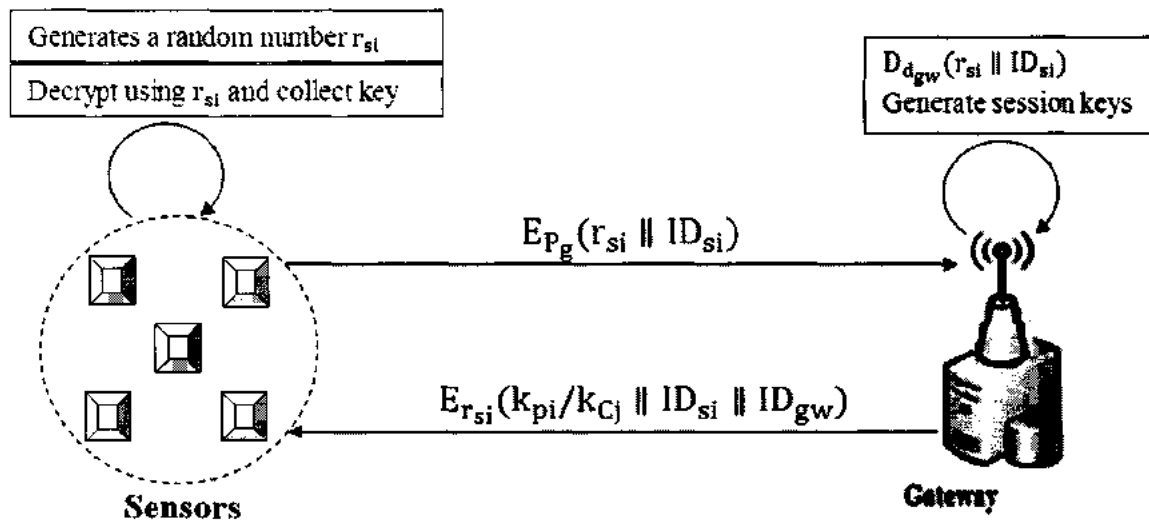 Generates a random number r_si
Decrypt using r_si and collect key
D_d_gw(r_si ∥ ID_si)
Generate session keys
E_P_g(r_si ∥ ID_si)
E_r_si(k_pi/k_Cj ∥ ID_si ∥ ID_gw)
Sensors
Gateway